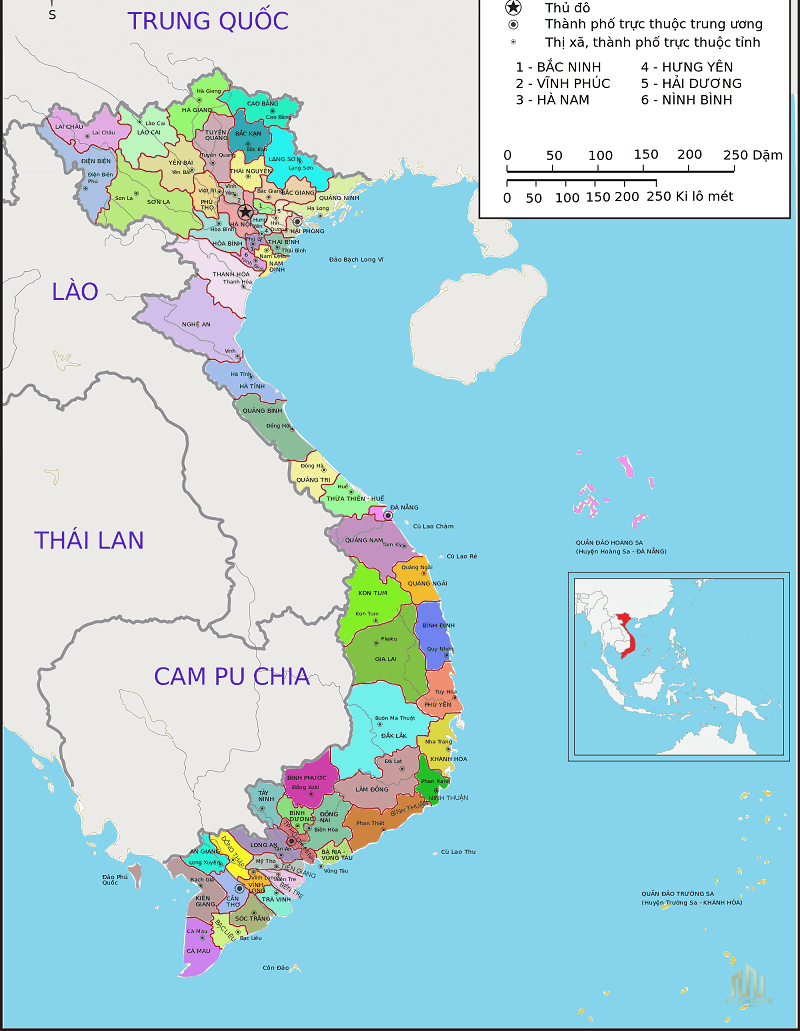 S
TRUNG QUỐC
Thủ đô
Thành phố trực thuộc trung ương
Thị xã, thành phố trực thuộc tỉnh
1 - BẮC NINH
4 - HƯNG YÊN
2 - VĨNH PHÚC
5 - HẢI DƯƠNG
3 - HÀ NAM
6 - NÌNH BÌNH
0 50 100 150 200 250 Dặm
0 50 100 150 200 250 Ki lô mét
Hà Giang
HÀ GIANG
CAO BẰNG
Cao Bằng
LAI CHÂU
Lai Châu
Lào Cai
LÀO CAI
TUYÊN QUANG
Tuyên Quang
BẮC KẠN
Bắc Kạn
LẠNG SƠN
Lạng Sơn
ĐIỆN BIÊN
Điện Biên Phủ
YÊN BÁI
Yên Bái
THÁI NGUYÊN
Sơn La
SƠN LA
Việt Trì
PHÚ THỌ
Vĩnh Yên
2
Bắc Giang
BẮC GIANG
QUẢNG NINH
Hạ Long
1
HÀ NỘI
Hưng Yên
4
5
Hải Dương
HẢI PHÒNG
Hòa Bình
HÒA BÌNH
Phủ Lý
3
THÁI BÌNH
Thái Bình
6
Ninh Bình
Nam Định
NAM ĐỊNH
Đảo Bạch Long Vĩ
THANH HÓA
Thanh Hóa
LÀO
NGHỆ AN
Vinh
Hà Tĩnh
HÀ TĨNH
QUẢNG BÌNH
Đồng Hới
Đông Hà
QUẢNG TRỊ
Huế
THỪA THIÊN - HUẾ
ĐÀ NẴNG
Cù Lao Chàm
THÁI LAN
QUẢNG NAM
Tam Kỳ
Cù Lao Ré
QUẦN ĐẢO HOÀNG SA
(Huyện Hoàng Sa - ĐÀ NẴNG)
Quảng Ngãi
QUẢNG NGÃI
KON TUM
Kon Tum
BÌNH ĐỊNH
Quy Nhơn
Pleiku
GIA LAI
CAM PU CHIA
Tuy Hòa
PHÚ YÊN
Buôn Ma Thuột
ĐẮK LẮK
Nha Trang
KHÁNH HÒA
Đà Lạt
LÂM ĐỒNG
Phan Rang
NINH THUẬN
BÌNH PHƯỚC
Đồng Xoài
TÂY NINH
BÌNH DƯƠNG
ĐỒNG NAI
Biên Hòa
BÌNH THUẬN
Phan Thiết
BÀ RỊA - VŨNG TÀU
Vũng Tàu
Cù Lao Thu
LONG AN
Tân An
AN GIANG
Long Xuyên
ĐỒNG THÁP
Mỹ Tho
TIỀN GIANG
Đảo Phú Quốc
Rạch Giá
KIÊN GIANG
Vĩnh Long
VĨNH LONG
Bến Tre
BẾN TRE
CẦN THƠ
TRÀ VINH
SÓC TRĂNG
BẠC LIÊU
Bạc Liêu
Cà Mau
CÀ MAU
Côn Đảo
QUẦN ĐẢO TRƯỜNG SA
(Huyện Trường Sa - KHÁNH HÒA)